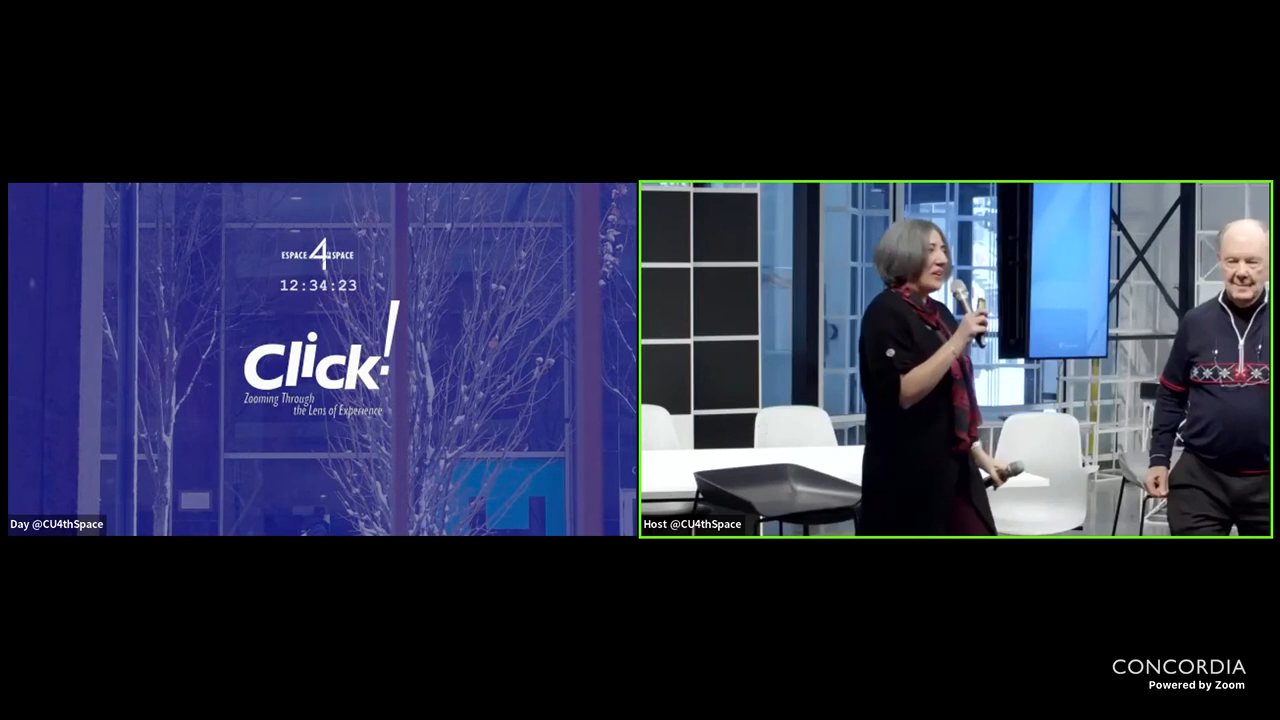 ESPACE 4 SPACE
12:34:23
Click!
Zooming Through
the Lens of Experience
Day @CU4thSpace
Host @CU4thSpace
CONCORDIA
Powered by Zoom